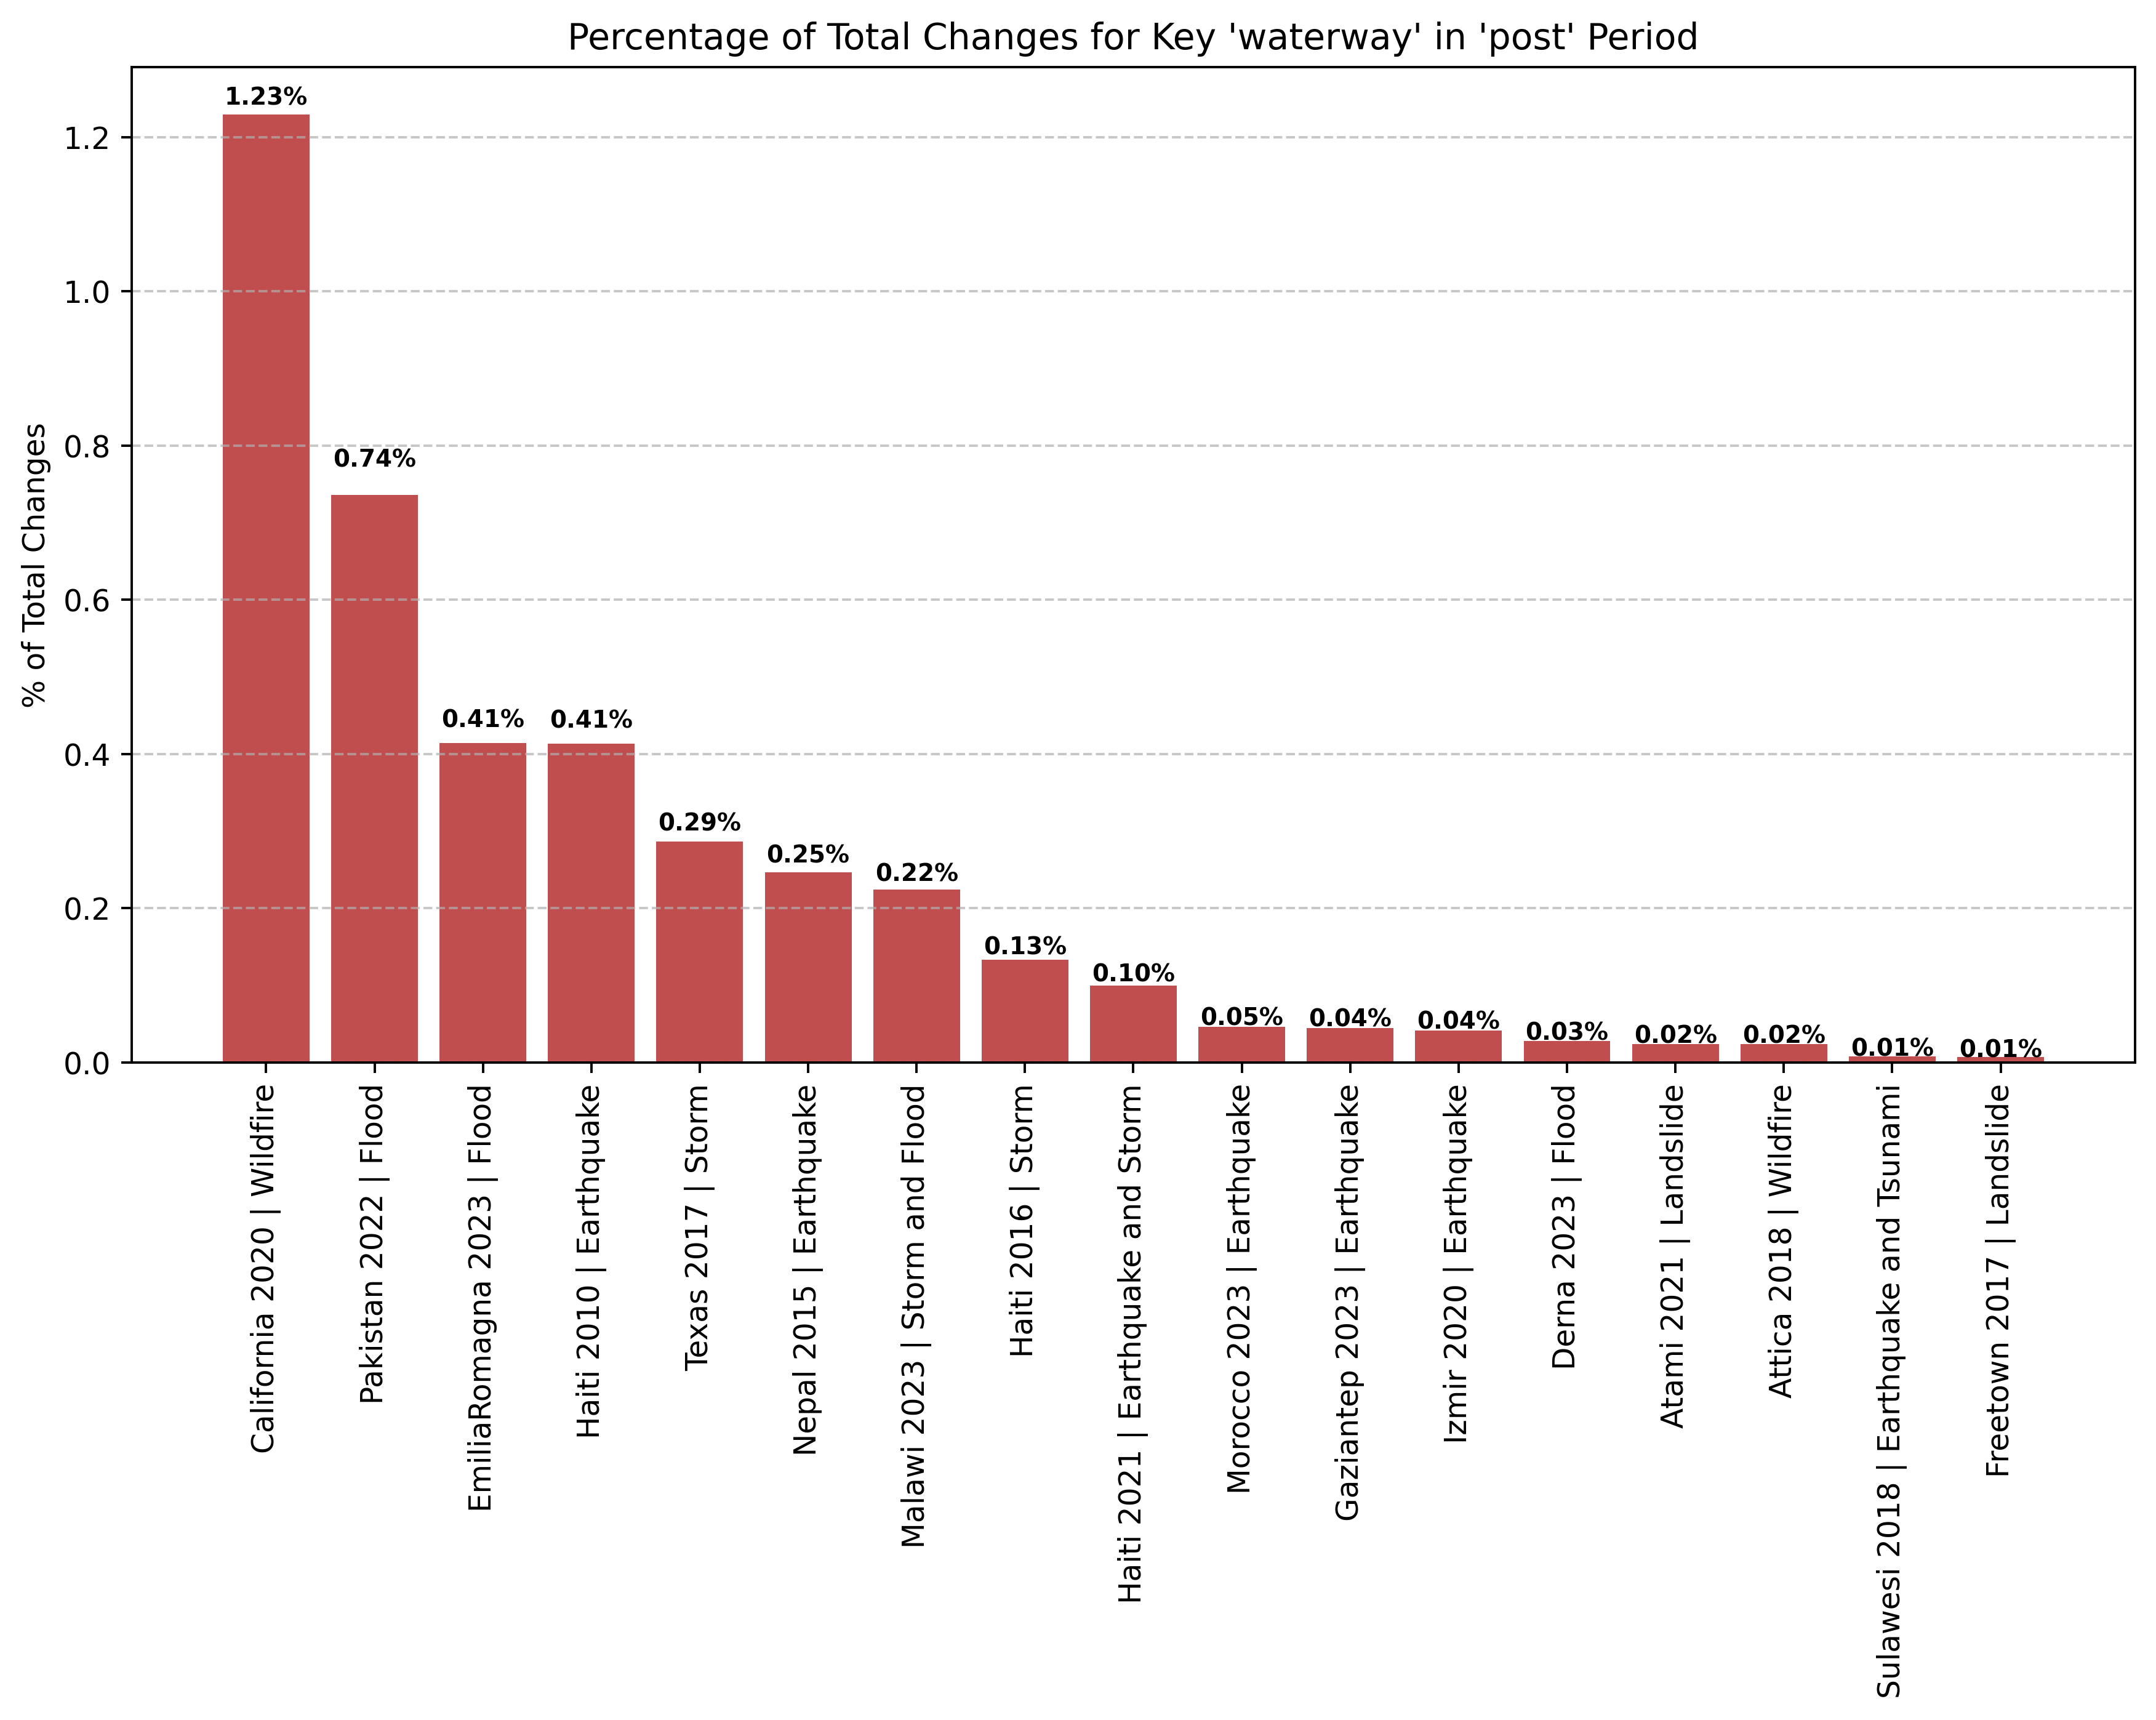 Percentage of Total Changes for Key 'waterway' in 'post' Period
% of Total Changes
1.2
1.0
0.8
0.6
0.4
0.2
0.0
1.23%
0.74%
0.41%
0.41%
0.29%
0.25%
0.22%
0.13%
0.10%
0.05%
0.04%
0.04%
0.03%
0.02%
0.02%
0.01%
0.01%
California 2020 | Wildfire
Pakistan 2022 | Flood
EmiliaRomagna 2023 | Flood
Haiti 2010 | Earthquake
Texas 2017 | Storm
Nepal 2015 | Earthquake
Malawi 2023 | Storm and Flood
Haiti 2016 | Storm
Haiti 2021 | Earthquake and Storm
Morocco 2023 | Earthquake
Gaziantep 2023 | Earthquake
Izmir 2020 | Earthquake
Derna 2023 | Flood
Atami 2021 | Landslide
Attica 2018 | Wildfire
Sulawesi 2018 | Earthquake and Tsunami
Freetown 2017 | Landslide